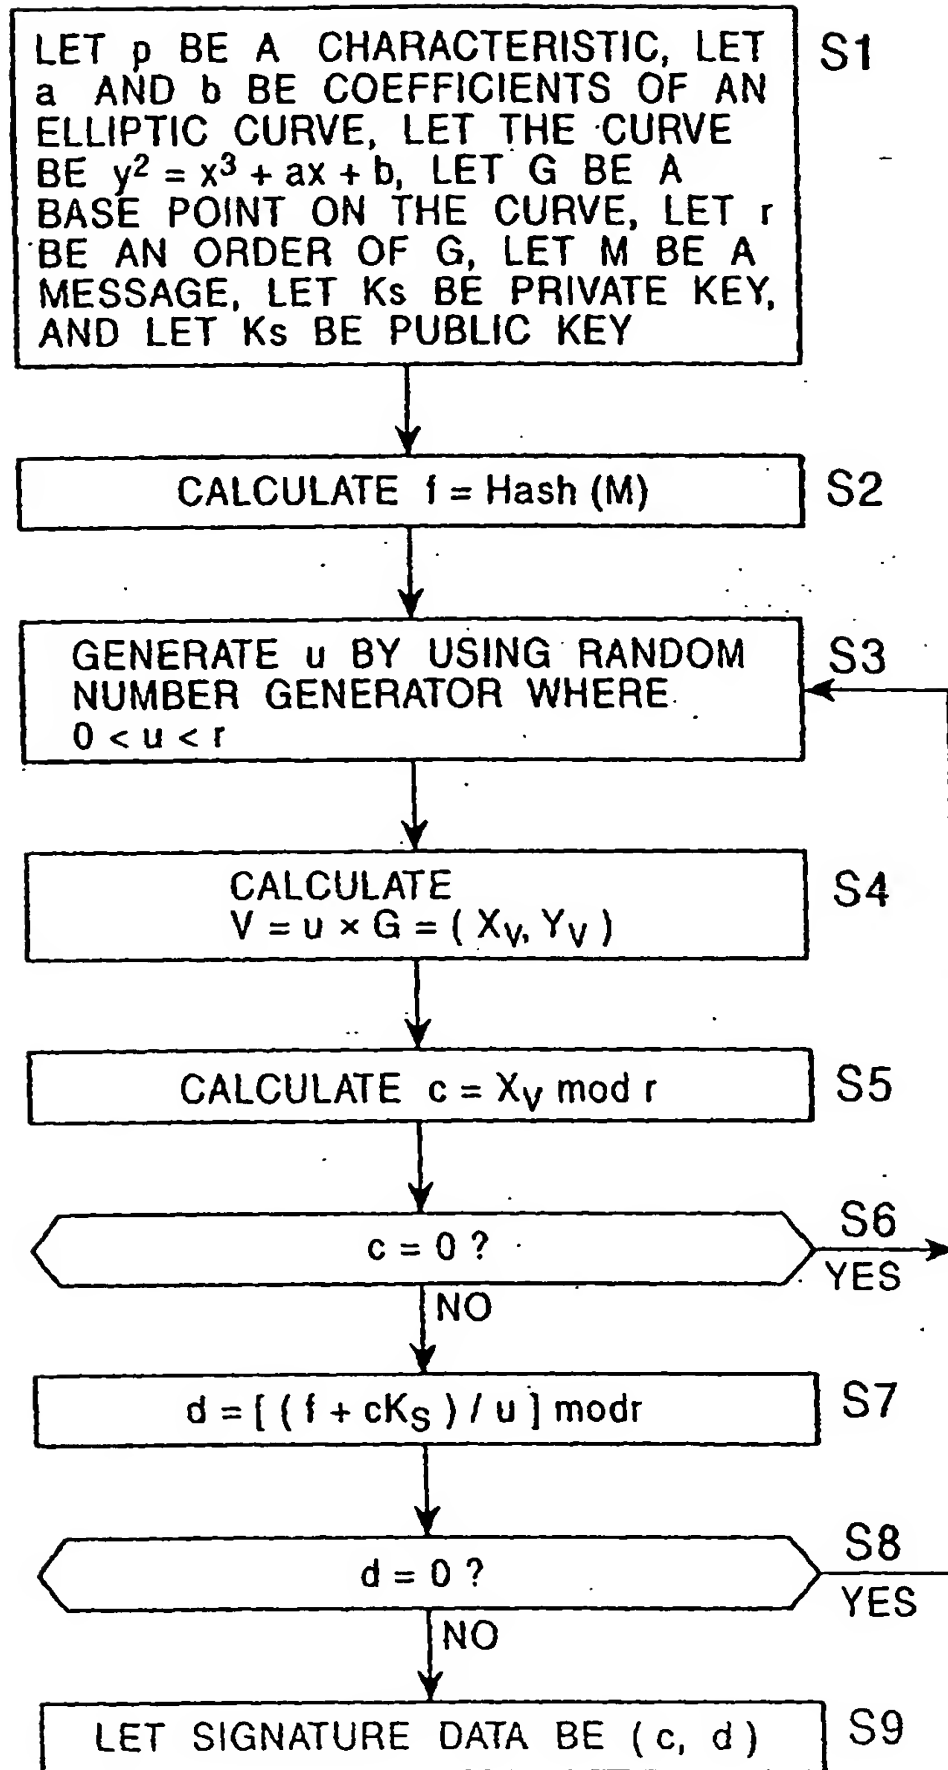 LET p BE A CHARACTERISTIC, LET
a AND b BE COEFFICIENTS OF AN
ELLIPTIC CURVE, LET THE CURVE
BE y² = x³ + ax + b, LET G BE A
BASE POINT ON THE CURVE, LET r
BE AN ORDER OF G, LET M BE A
MESSAGE, LET Ks BE PRIVATE KEY,
AND LET Ks BE PUBLIC KEY
S1
CALCULATE f = Hash (M)
S2
GENERATE u BY USING RANDOM
NUMBER GENERATOR WHERE
0 < u < r
S3
CALCULATE
V = u × G = ( X_V, Y_V )
S4
CALCULATE c = X_V mod r
S5
c = 0 ?
S6
YES
NO
d = [ ( f + cK_S ) / u ] modr
S7
d = 0 ?
S8
YES
NO
LET SIGNATURE DATA BE ( c, d )
S9